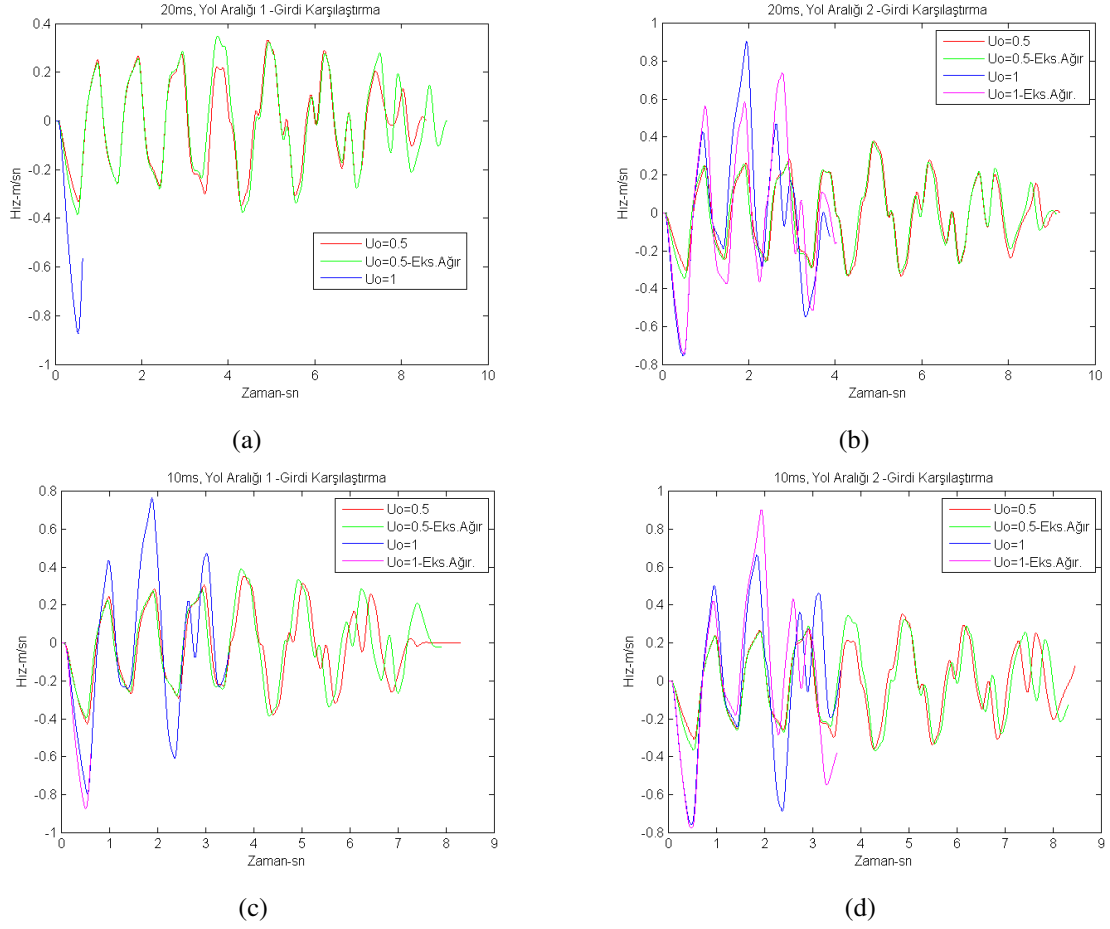 20ms, Yol Aralığı 1 -Girdi Karşılaştırma
0.4
0.2
0
-0.2
-0.4
-0.6
-0.8
-1
Hız-m/sn
Uo=0.5
Uo=0.5-Eks.Ağır
Uo=1
0 2 4 6 8 10
Zaman-sn
(a)
20ms, Yol Aralığı 2 -Girdi Karşılaştırma
1
0.8
0.6
0.4
0.2
0
-0.2
-0.4
-0.6
-0.8
Hız-m/sn
Uo=0.5
Uo=0.5-Eks.Ağır
Uo=1
Uo=1-Eks.Ağır.
0 2 4 6 8 10
Zaman-sn
(b)
10ms, Yol Aralığı 1 -Girdi Karşılaştırma
0.8
0.6
0.4
0.2
0
-0.2
-0.4
-0.6
-0.8
-1
Hız-m/sn
Uo=0.5
Uo=0.5-Eks.Ağır
Uo=1
Uo=1-Eks.Ağır.
0 1 2 3 4 5 6 7 8 9
Zaman-sn
(c)
10ms, Yol Aralığı 2 -Girdi Karşılaştırma
1
0.8
0.6
0.4
0.2
0
-0.2
-0.4
-0.6
-0.8
Hız-m/sn
Uo=0.5
Uo=0.5-Eks.Ağır
Uo=1
Uo=1-Eks.Ağır.
0 1 2 3 4 5 6 7 8 9
Zaman-sn
(d)